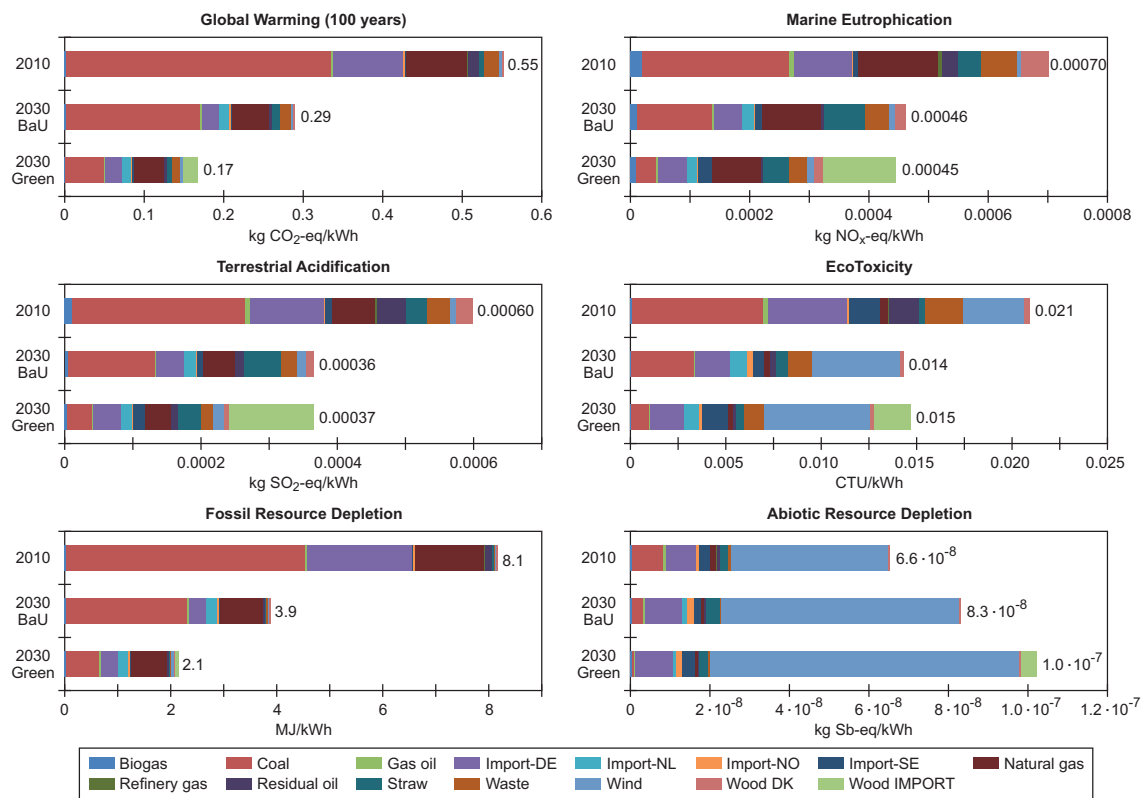 Global Warming (100 years)
2010
0.55
2030
BaU
0.29
2030
Green
0.17
0 0.1 0.2 0.3 0.4 0.5 0.6
kg CO₂-eq/kWh
Marine Eutrophication
2010
0.00070
2030
BaU
0.00046
2030
Green
0.00045
0 0.0002 0.0004 0.0006 0.0008
kg NOₓ-eq/kWh
Terrestrial Acidification
2010
0.00060
2030
BaU
0.00036
2030
Green
0.00037
0 0.0002 0.0004 0.0006
kg SO₂-eq/kWh
EcoToxicity
2010
0.021
2030
BaU
0.014
2030
Green
0.015
0 0.005 0.010 0.015 0.020 0.025
CTU/kWh
Fossil Resource Depletion
2010
8.1
2030
BaU
3.9
2030
Green
2.1
0 2 4 6 8
MJ/kWh
Abiotic Resource Depletion
2010
6.6·10⁻⁸
2030
BaU
8.3·10⁻⁸
2030
Green
1.0·10⁻⁷
0 2·10⁻⁸ 4·10⁻⁸ 6·10⁻⁸ 8·10⁻⁸ 1.0·10⁻⁷ 1.2·10⁻⁷
kg Sb-eq/kWh
Biogas Coal Gas oil Import-DE Import-NL Import-NO Import-SE Natural gas
Refinery gas Residual oil Straw Waste Wind Wood DK Wood IMPORT